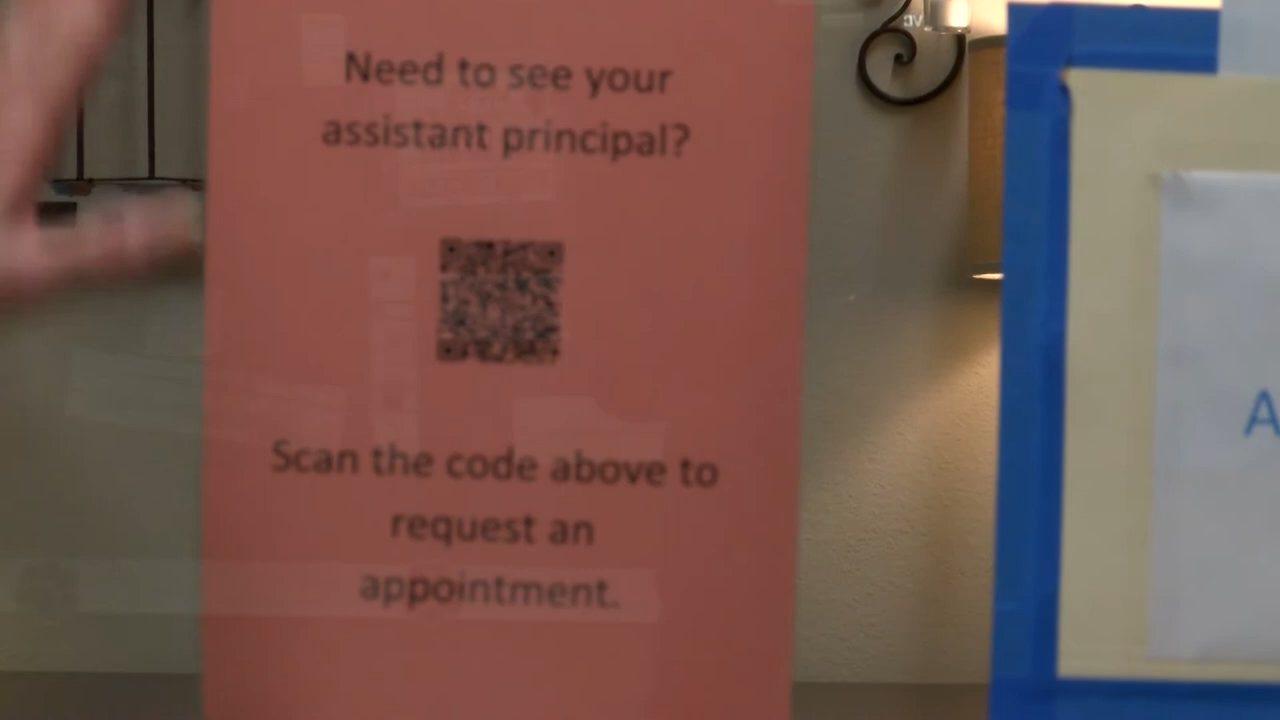 Need to see your
assistant principal?
Scan the code above to
request an
appointment.
A